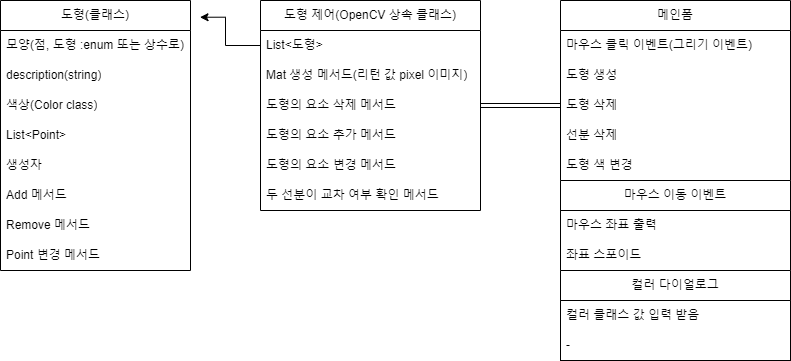 도형(클래스)
모양(점, 도형 :enum 또는 상수로)
description(string)
색상(Color class)
List<Point>
생성자
Add 메서드
Remove 메서드
Point 변경 메서드
도형 제어(OpenCV 상속 클래스)
List<도형>
Mat 생성 메서드(리턴 값 pixel 이미지)
도형의 요소 삭제 메서드
도형의 요소 추가 메서드
도형의 요소 변경 메서드
두 선분이 교차 여부 확인 메서드
메인폼
마우스 클릭 이벤트(그리기 이벤트)
도형 생성
도형 삭제
선분 삭제
도형 색 변경
마우스 이동 이벤트
마우스 좌표 출력
좌표 스포이드
컬러 다이얼로그
컬러 클래스 값 입력 받음
-